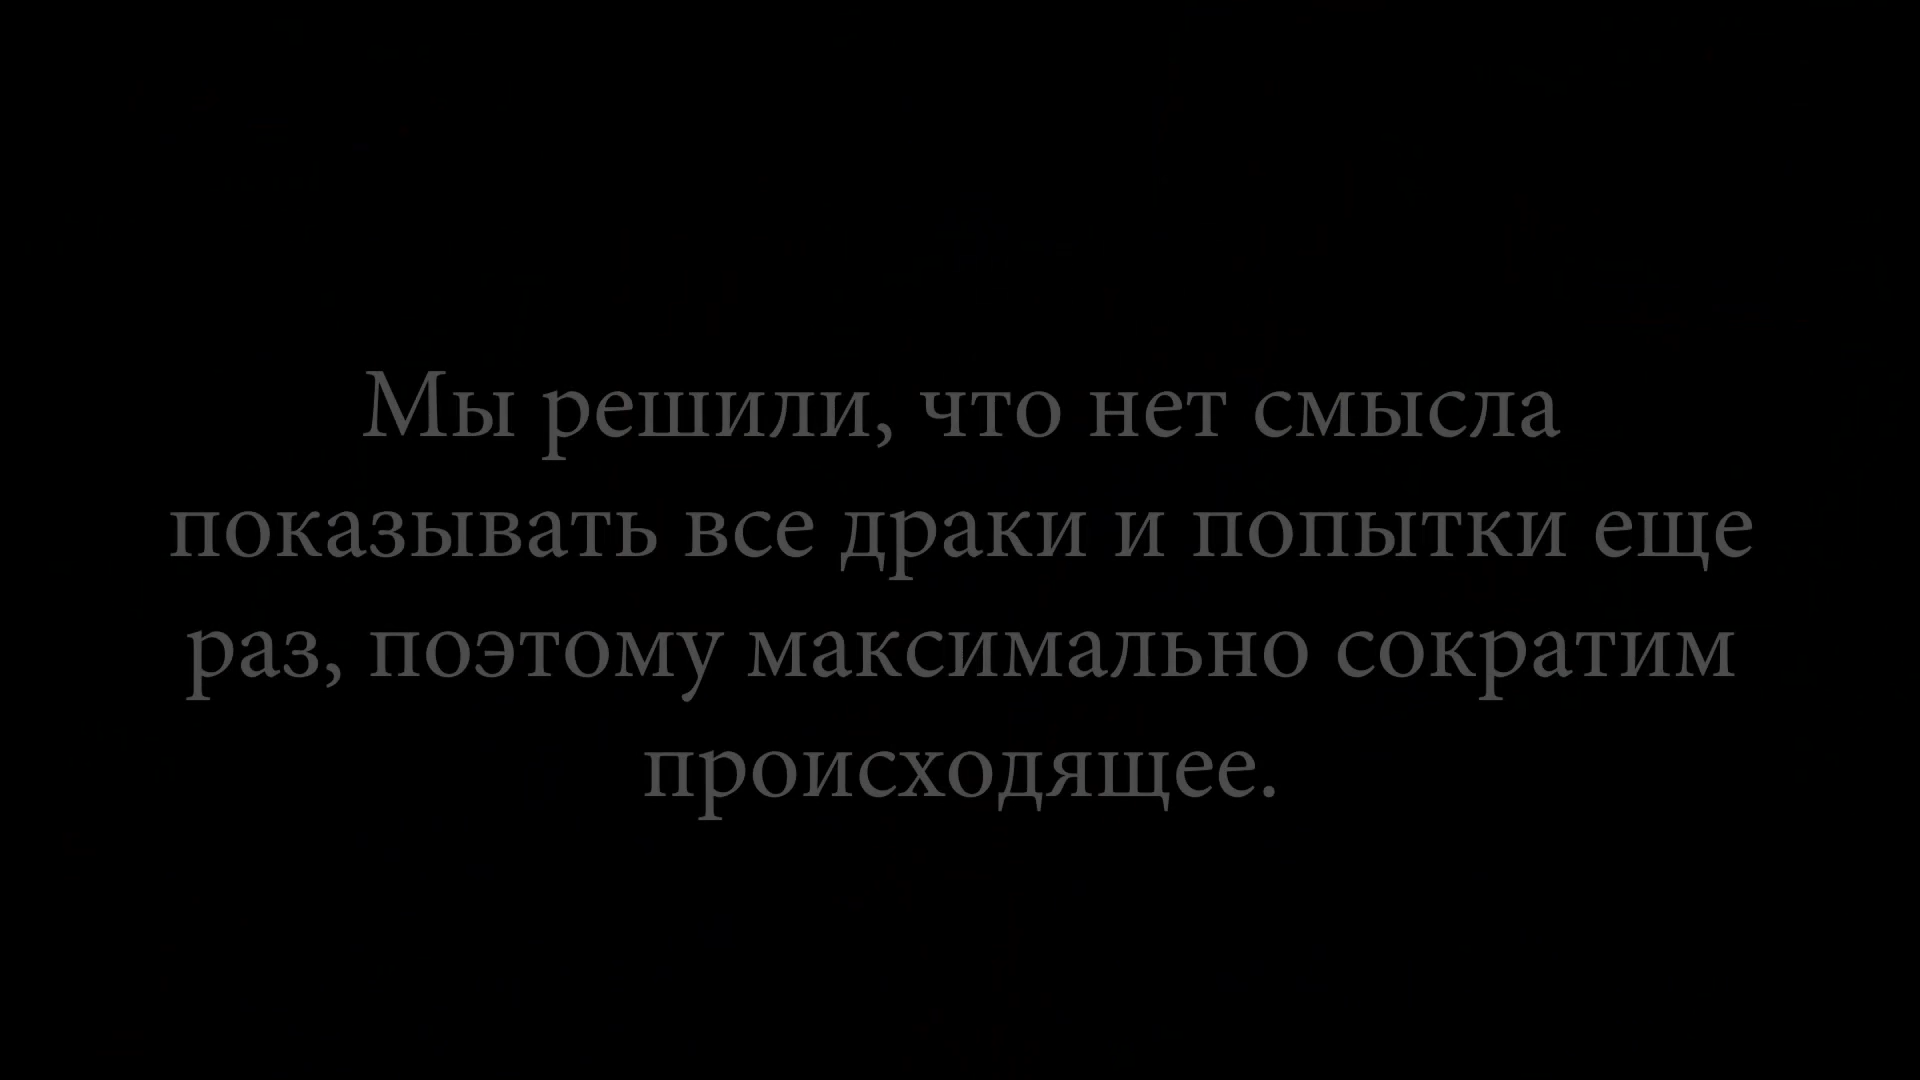 Мы решили, что нет смысла
показывать все драки и попытки еще
раз, поэтому максимально сократим
происходящее.